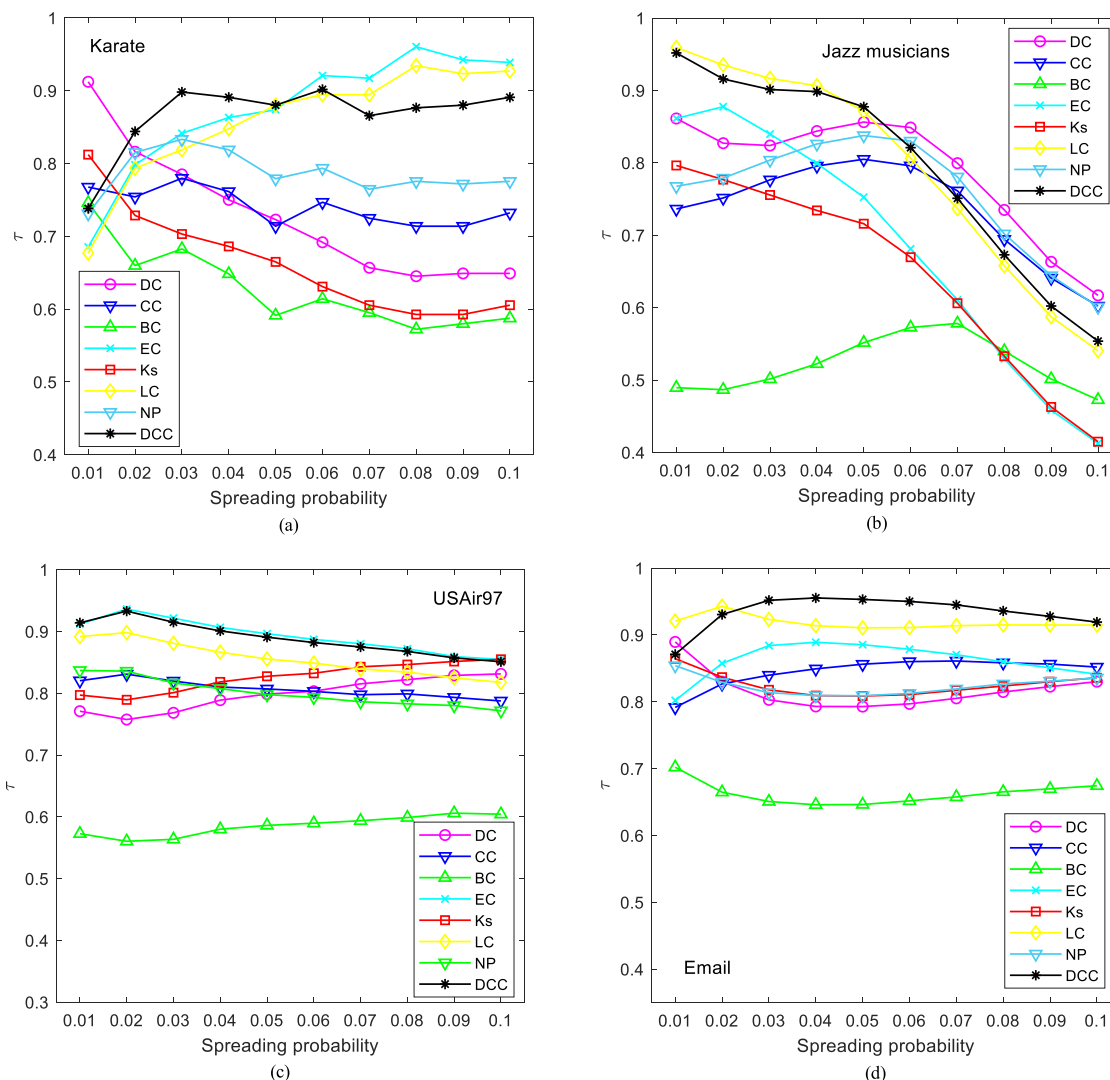 1
0.9
0.8
0.7
0.6
0.5
0.4
τ
Karate
DC
CC
BC
EC
Ks
LC
NP
DCC
0.01 0.02 0.03 0.04 0.05 0.06 0.07 0.08 0.09 0.1
Spreading probability
(a)
1
0.9
0.8
0.7
0.6
0.5
0.4
τ
Jazz musicians
DC
CC
BC
EC
Ks
LC
NP
DCC
0.01 0.02 0.03 0.04 0.05 0.06 0.07 0.08 0.09 0.1
Spreading probability
(b)
1
0.9
0.8
0.7
0.6
0.5
0.4
0.3
τ
USAir97
DC
CC
BC
EC
Ks
LC
NP
DCC
0.01 0.02 0.03 0.04 0.05 0.06 0.07 0.08 0.09 0.1
Spreading probability
(c)
1
0.9
0.8
0.7
0.6
0.5
0.4
τ
Email
DC
CC
BC
EC
Ks
LC
NP
DCC
0.01 0.02 0.03 0.04 0.05 0.06 0.07 0.08 0.09 0.1
Spreading probability
(d)